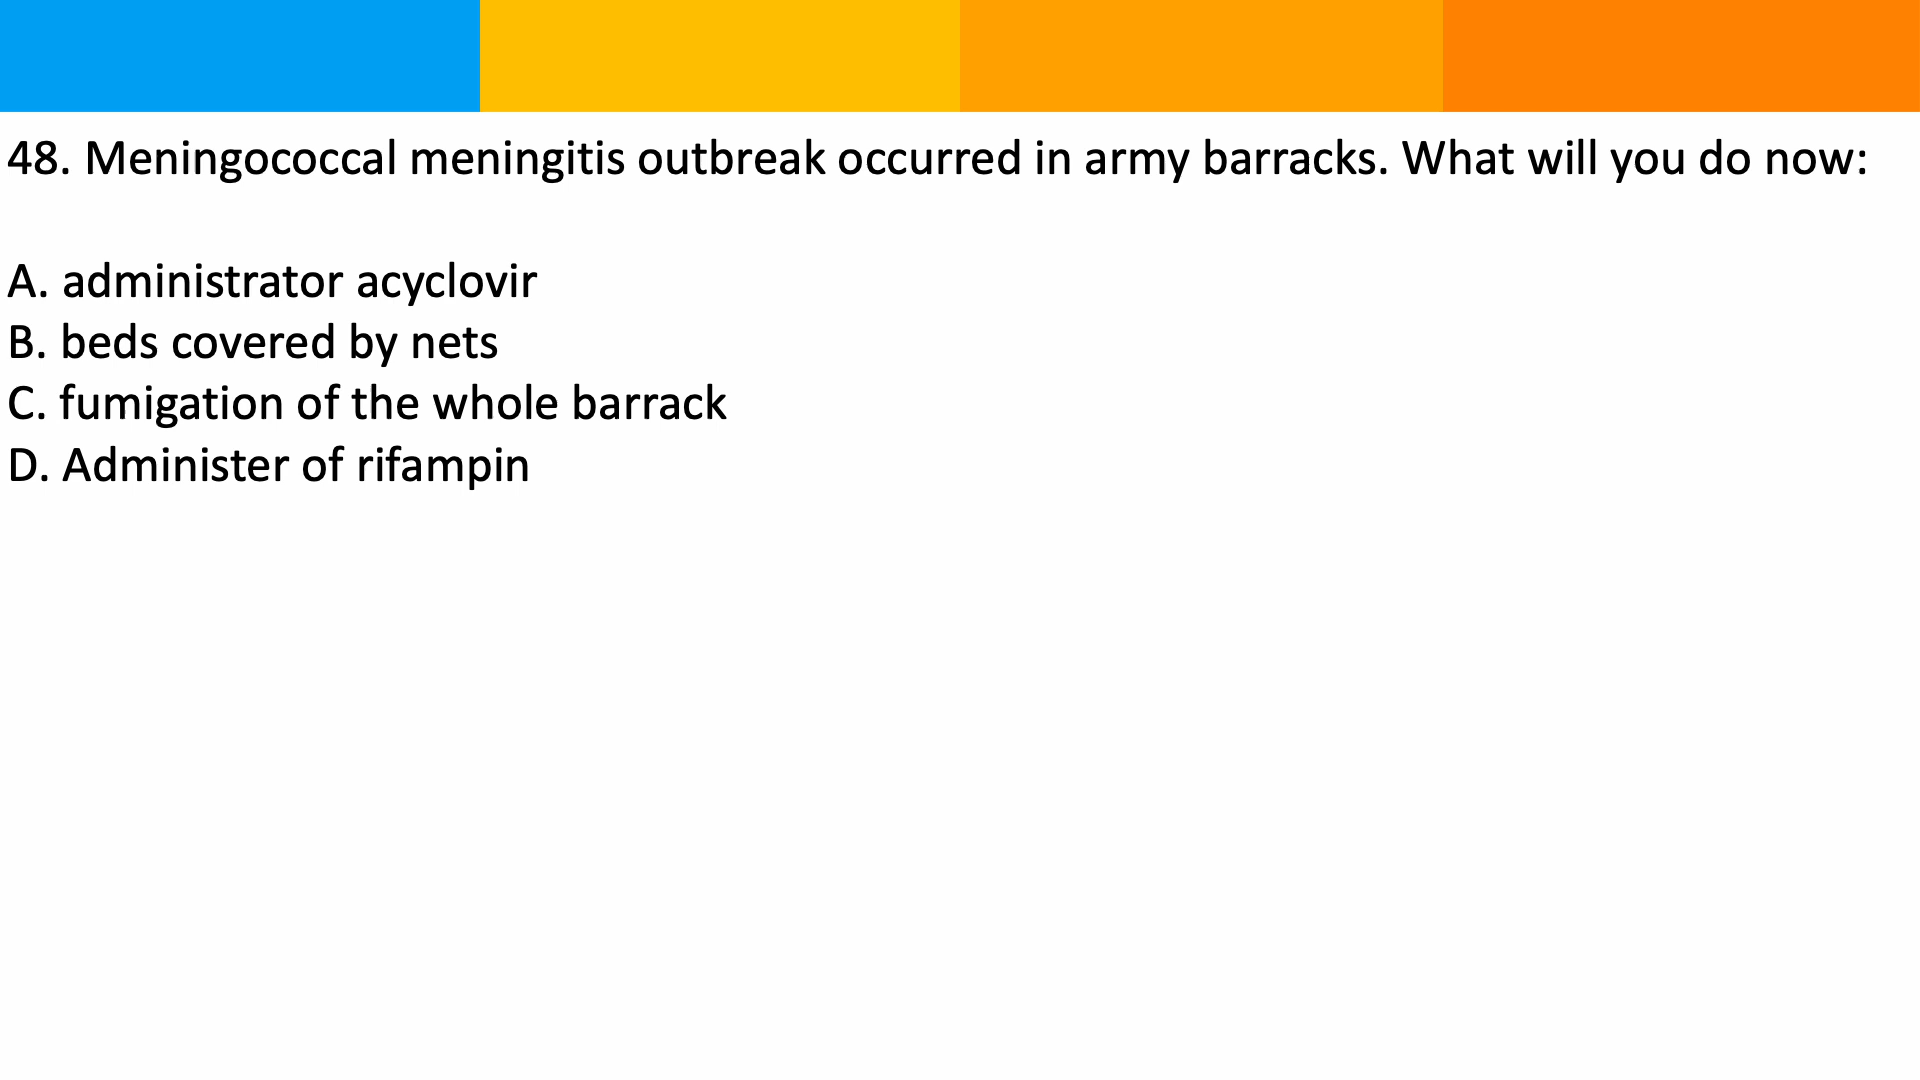 48. Meningococcal meningitis outbreak occurred in army barracks. What will you do now:
A. administrator acyclovir
B. beds covered by nets
C. fumigation of the whole barrack
D. Administer of rifampin